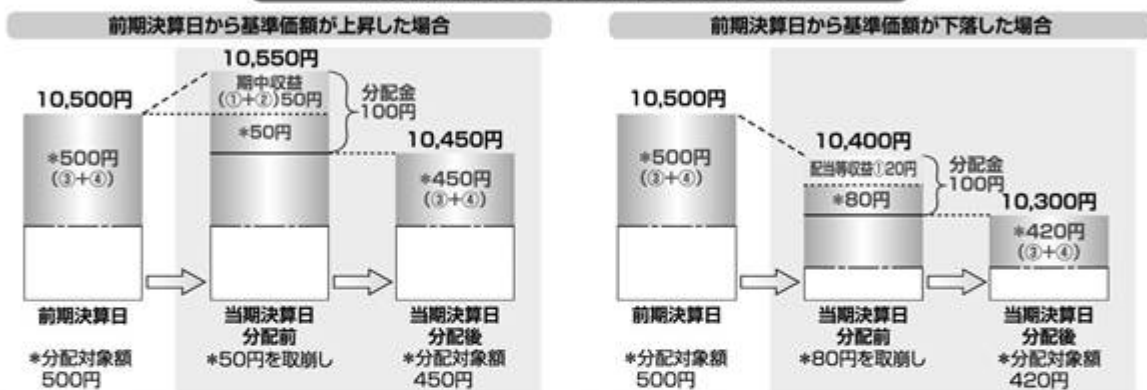 前期決算日から基準価額が上昇した場合
10,550円
期中収益
(①+②)50円
10,500円
分配金
100円
*50円
10,450円
*500円
(③+④)
*450円
(③+④)
前期決算日
当期決算日
分配前
当期決算日
分配後
*分配対象額
500円
*50円を取崩し
*分配対象額
450円
前期決算日から基準価額が下落した場合
10,500円
10,400円
*500円
(③+④)
配当等収益①20円
分配金
100円
*80円
10,300円
*420円
(③+④)
前期決算日
当期決算日
分配前
当期決算日
分配後
*分配対象額
500円
*80円を取崩し
*分配対象額
420円